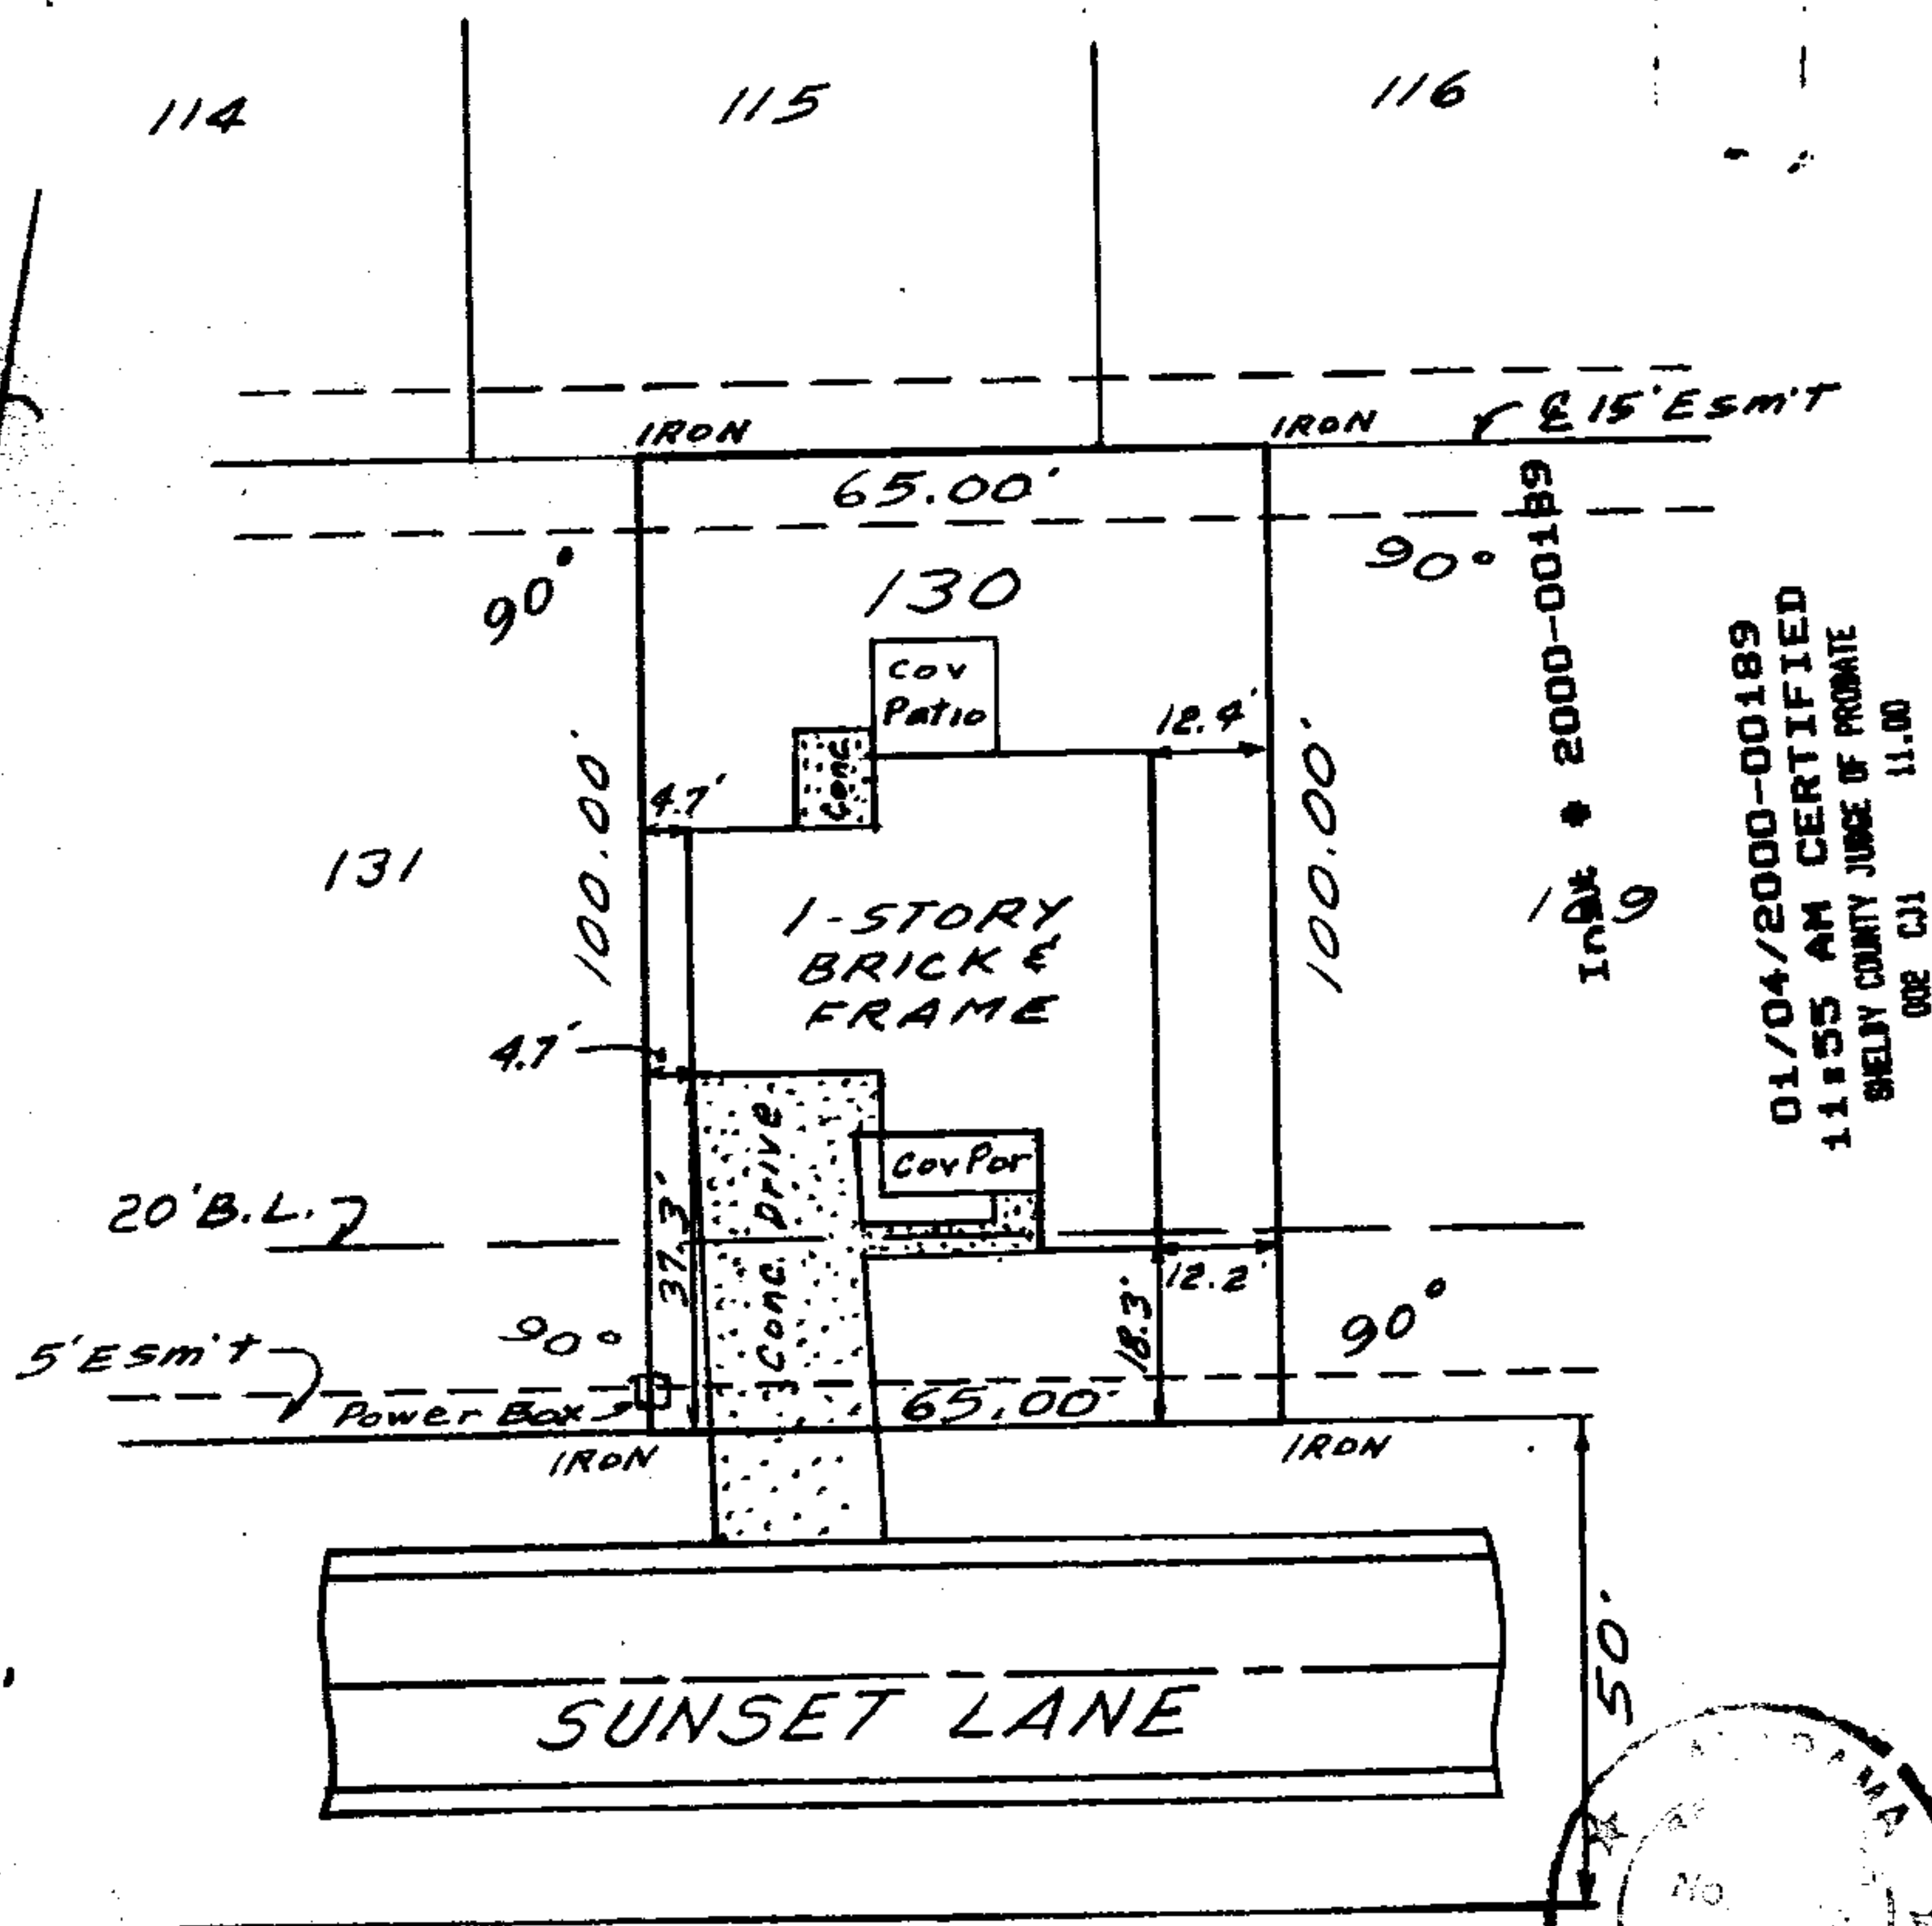 114
115
116
IRON
IRON
℄ 15' Esm't
65.00'
90°
90°
130
Cov
Patio
12.4'
Conc
4.7'
100.00'
100.00'
131
1-STORY
BRICK &
FRAME
4.7'
Conc. Drive
Cov Por
20' B.L.
37.3'
12.2'
18.3'
90°
90°
5' Esm't
Power Box
65.00'
IRON
IRON
50'
SUNSET LANE
Inst * 2000-00189
01/04/2000-00189
11:55 AM CERTIFIED
SHELBY COUNTY JUDGE OF PROBATE
002 CJ1 11.00
NO